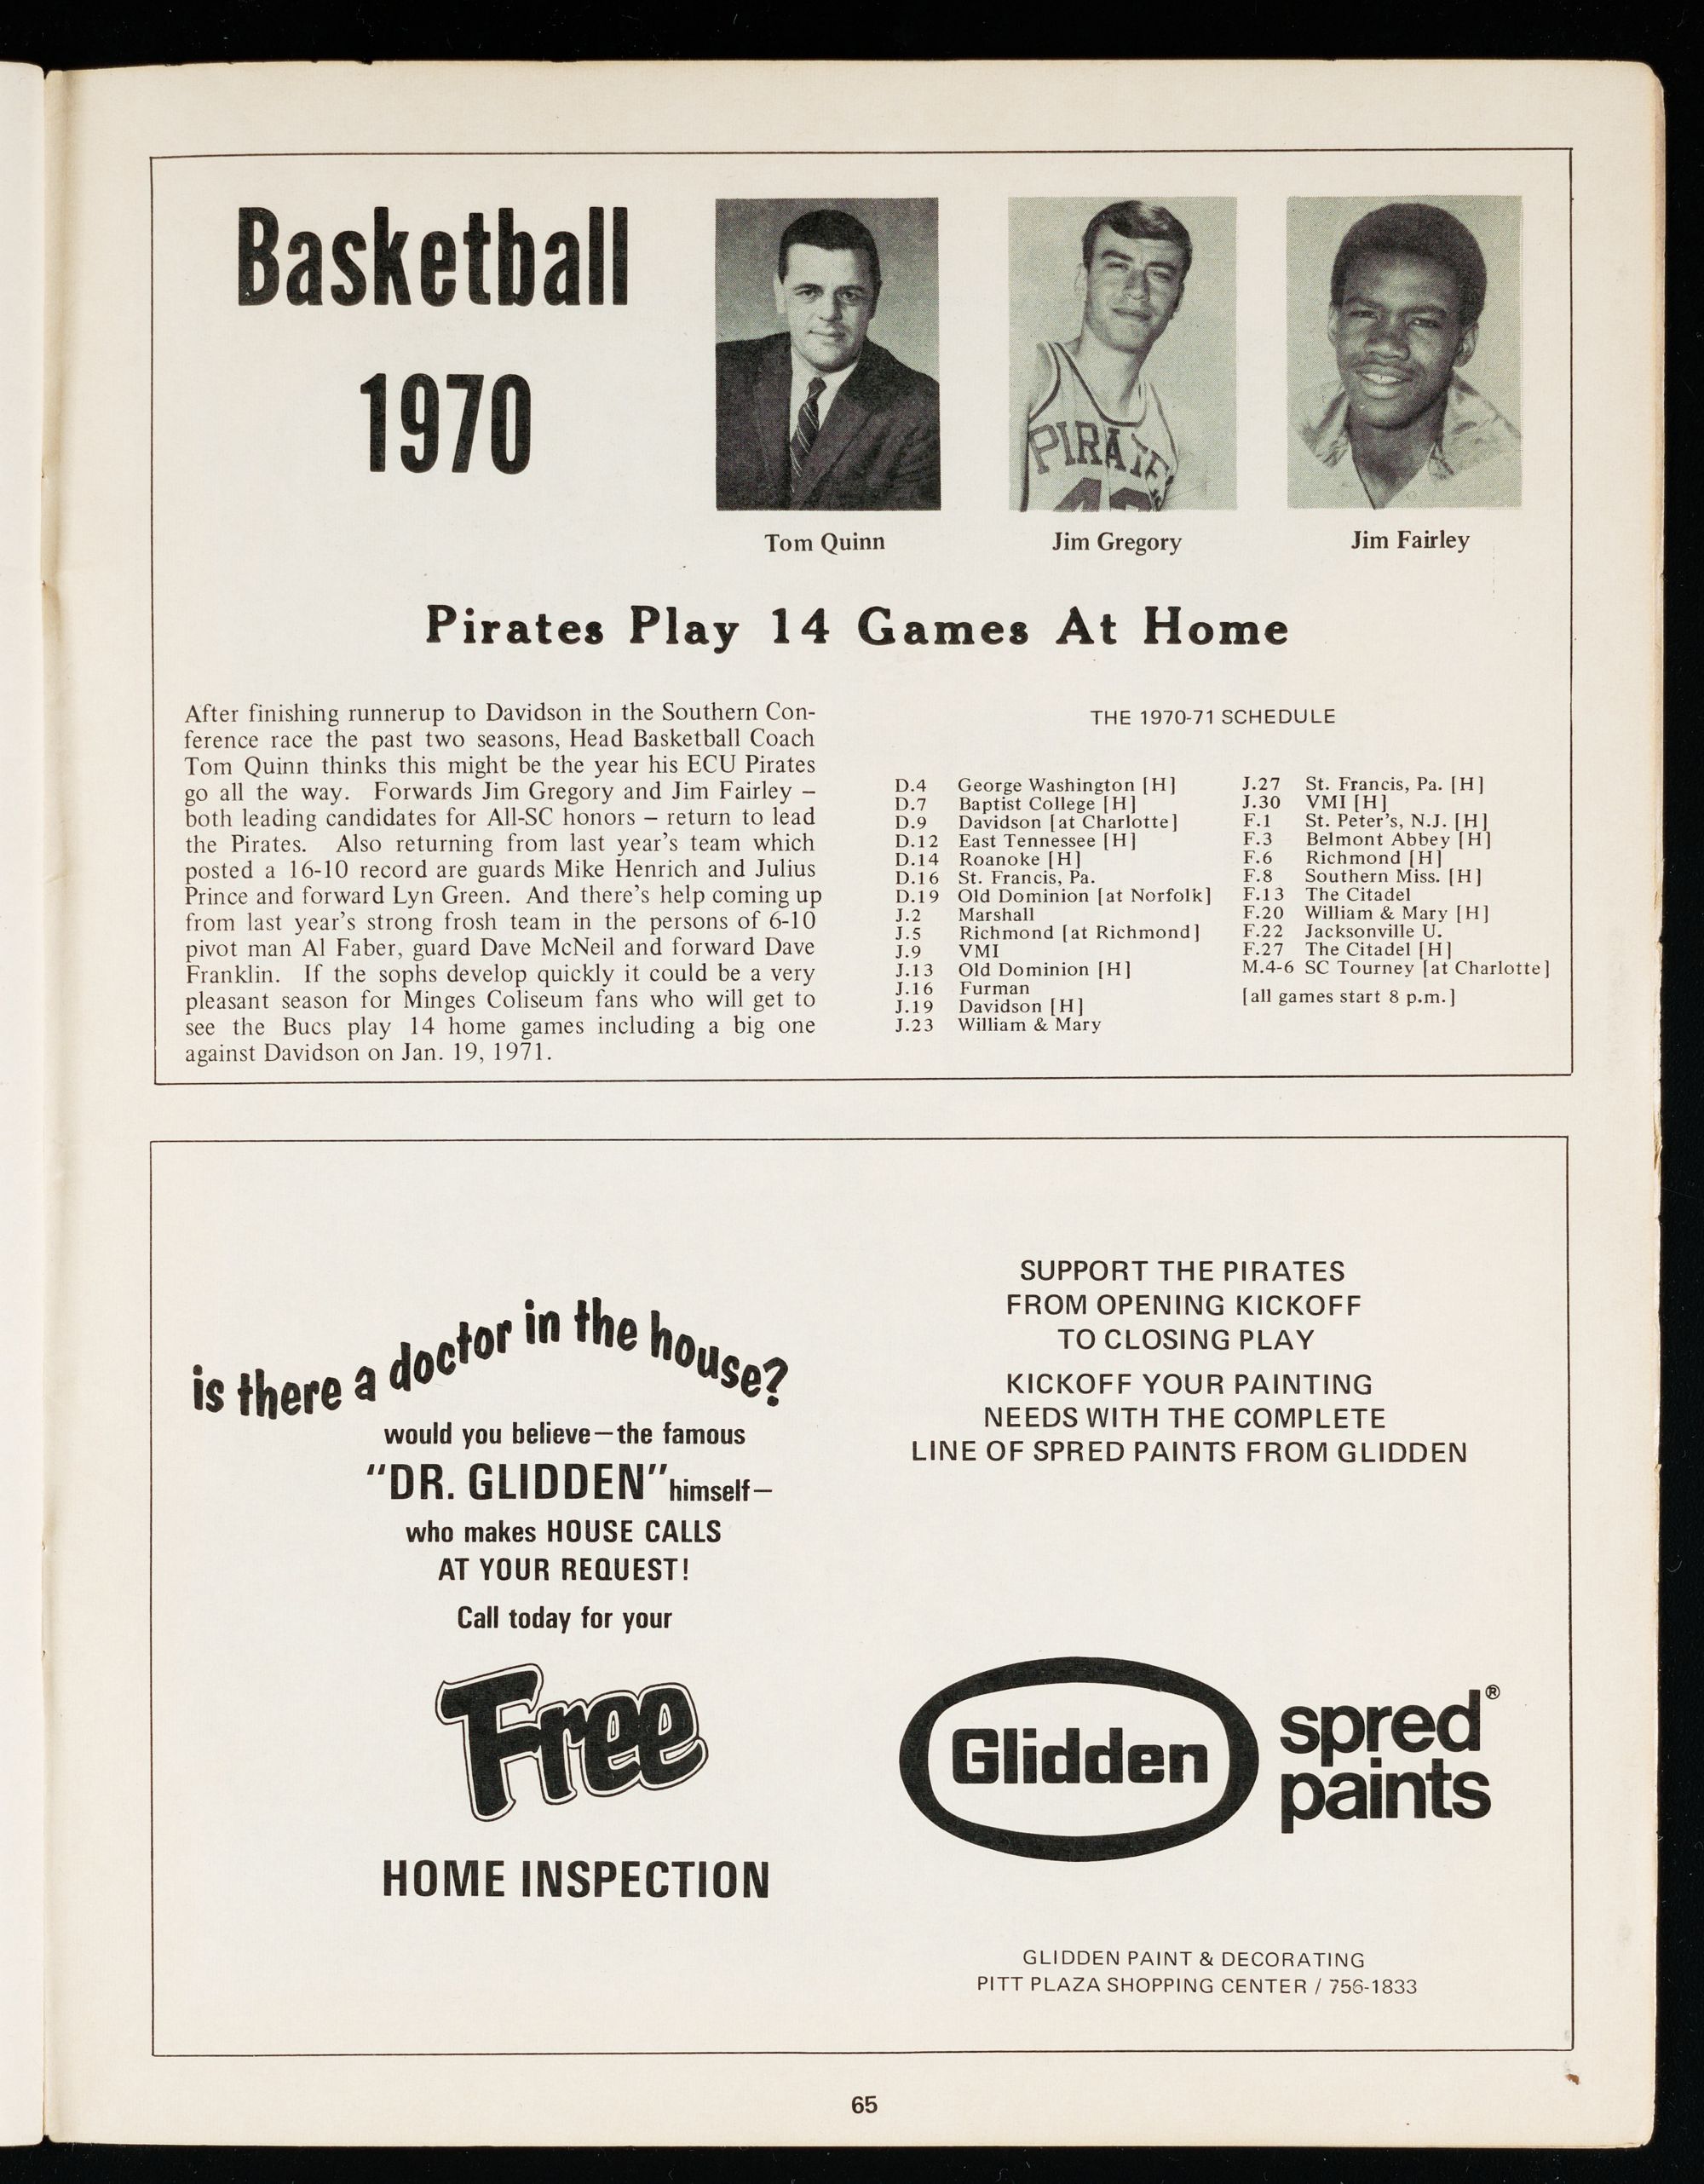 Basketball
1970
Tom Quinn
Jim Gregory
Jim Fairley
Pirates Play 14 Games At Home
After finishing runnerup to Davidson in the Southern Con-
ference race the past two seasons, Head Basketball Coach
Tom Quinn thinks this might be the year his ECU Pirates
go all the way. Forwards Jim Gregory and Jim Fairley –
both leading candidates for All-SC honors – return to lead
the Pirates. Also returning from last year's team which
posted a 16-10 record are guards Mike Henrich and Julius
Prince and forward Lyn Green. And there's help coming up
from last year's strong frosh team in the persons of 6-10
pivot man Al Faber, guard Dave McNeil and forward Dave
Franklin. If the sophs develop quickly it could be a very
pleasant season for Minges Coliseum fans who will get to
see the Bucs play 14 home games including a big one
against Davidson on Jan. 19, 1971.
THE 1970-71 SCHEDULE
D.4 George Washington [H]
D.7 Baptist College [H]
D.9 Davidson [at Charlotte]
D.12 East Tennessee [H]
D.14 Roanoke [H]
D.16 St. Francis, Pa.
D.19 Old Dominion [at Norfolk]
J.2 Marshall
J.5 Richmond [at Richmond]
J.9 VMI
J.13 Old Dominion [H]
J.16 Furman
J.19 Davidson [H]
J.23 William & Mary
J.27 St. Francis, Pa. [H]
J.30 VMI [H]
F.1 St. Peter's, N.J. [H]
F.3 Belmont Abbey [H]
F.6 Richmond [H]
F.8 Southern Miss. [H]
F.13 The Citadel
F.20 William & Mary [H]
F.22 Jacksonville U.
F.27 The Citadel [H]
M.4-6 SC Tourney [at Charlotte]
[all games start 8 p.m.]
is there a doctor in the house?
would you believe—the famous
"DR. GLIDDEN" himself—
who makes HOUSE CALLS
AT YOUR REQUEST!
Call today for your
Free
HOME INSPECTION
SUPPORT THE PIRATES
FROM OPENING KICKOFF
TO CLOSING PLAY
KICKOFF YOUR PAINTING
NEEDS WITH THE COMPLETE
LINE OF SPRED PAINTS FROM GLIDDEN
Glidden
spred®
paints
GLIDDEN PAINT & DECORATING
PITT PLAZA SHOPPING CENTER / 756-1833
65